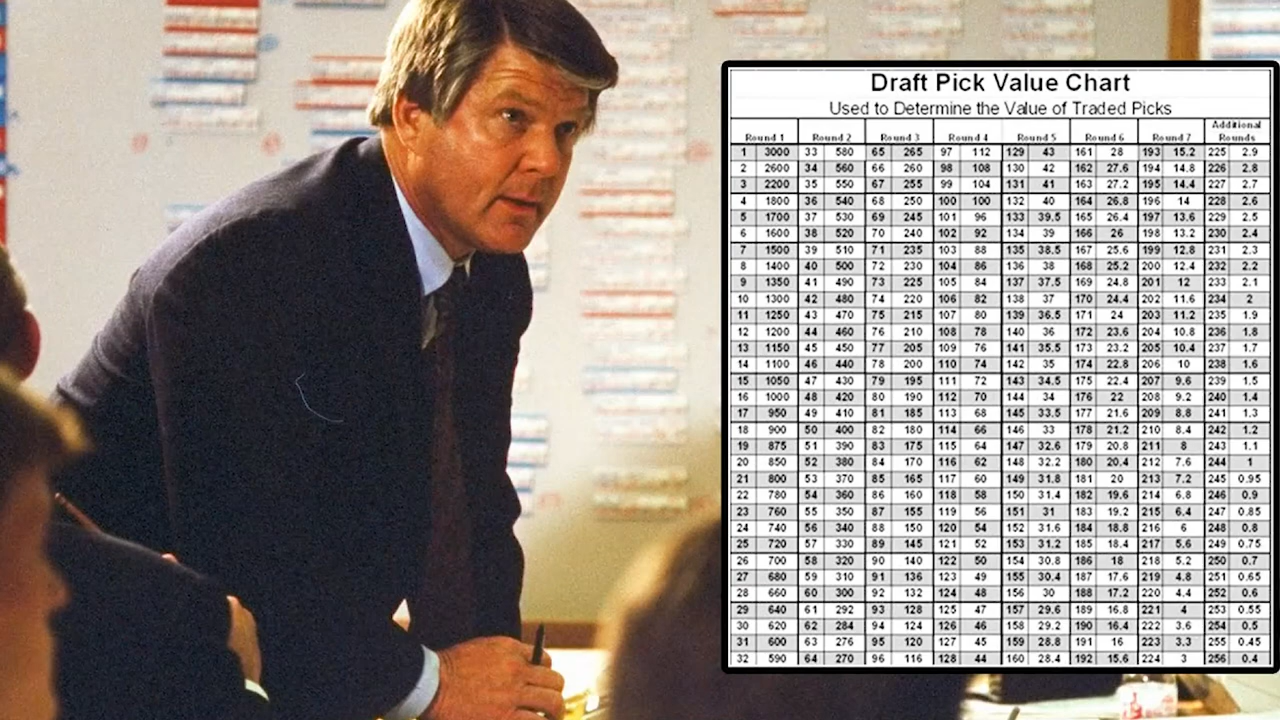 Draft Pick Value Chart
Used to Determine the Value of Traded Picks
Round 1 Round 2 Round 3 Round 4 Round 5 Round 6 Round 7 Additional Rounds
1 3000 33 580 65 265 97 112 129 43 161 28 193 15.2 225 2.9
2 2600 34 560 66 260 98 108 130 42 162 27.6 194 14.8 226 2.8
3 2200 35 550 67 255 99 104 131 41 163 27.2 195 14.4 227 2.7
4 1800 36 540 68 250 100 100 132 40 164 26.8 196 14 228 2.6
5 1700 37 530 69 245 101 96 133 39.5 165 26.4 197 13.6 229 2.5
6 1600 38 520 70 240 102 92 134 39 166 26 198 13.2 230 2.4
7 1500 39 510 71 235 103 88 135 38.5 167 25.6 199 12.8 231 2.3
8 1400 40 500 72 230 104 86 136 38 168 25.2 200 12.4 232 2.2
9 1350 41 490 73 225 105 84 137 37.5 169 24.8 201 12 233 2.1
10 1300 42 480 74 220 106 82 138 37 170 24.4 202 11.6 234 2
11 1250 43 470 75 215 107 80 139 36.5 171 24 203 11.2 235 1.9
12 1200 44 460 76 210 108 78 140 36 172 23.6 204 10.8 236 1.8
13 1150 45 450 77 205 109 76 141 35.5 173 23.2 205 10.4 237 1.7
14 1100 46 440 78 200 110 74 142 35 174 22.8 206 10 238 1.6
15 1050 47 430 79 195 111 72 143 34.5 175 22.4 207 9.6 239 1.5
16 1000 48 420 80 190 112 70 144 34 176 22 208 9.2 240 1.4
17 950 49 410 81 185 113 68 145 33.5 177 21.6 209 8.8 241 1.3
18 900 50 400 82 180 114 66 146 33 178 21.2 210 8.4 242 1.2
19 875 51 390 83 175 115 64 147 32.6 179 20.8 211 8 243 1.1
20 850 52 380 84 170 116 62 148 32.2 180 20.4 212 7.6 244 1
21 800 53 370 85 165 117 60 149 31.8 181 20 213 7.2 245 0.95
22 780 54 360 86 160 118 58 150 31.4 182 19.6 214 6.8 246 0.9
23 760 55 350 87 155 119 56 151 31 183 19.2 215 6.4 247 0.85
24 740 56 340 88 150 120 54 152 31.6 184 18.8 216 6 248 0.8
25 720 57 330 89 145 121 52 153 31.2 185 18.4 217 5.6 249 0.75
26 700 58 320 90 140 122 50 154 30.8 186 18 218 5.2 250 0.7
27 680 59 310 91 136 123 49 155 30.4 187 17.6 219 4.8 251 0.65
28 660 60 300 92 132 124 48 156 30 188 17.2 220 4.4 252 0.6
29 640 61 292 93 128 125 47 157 29.6 189 16.8 221 4 253 0.55
30 620 62 284 94 124 126 46 158 29.2 190 16.4 222 3.6 254 0.5
31 600 63 276 95 120 127 45 159 28.8 191 16 223 3.3 255 0.45
32 590 64 270 96 116 128 44 160 28.4 192 15.6 224 3 256 0.4